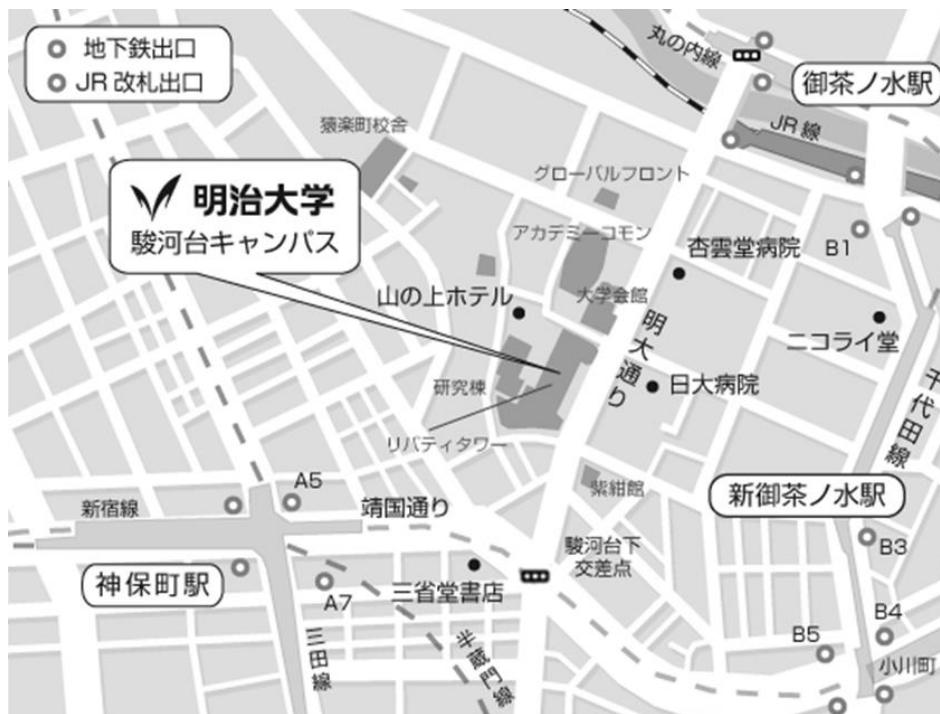 地下鉄出口
JR改札出口
丸の内線
御茶ノ水駅
JR線
猿楽町校舎
グローバルフロント
明治大学
駿河台キャンパス
アカデミーコモン
杏雲堂病院
B1
山の上ホテル
大学会館
明大通り
ニコライ堂
研究棟
日大病院
千代田線
リバティタワー
A5
新宿線
靖国通り
紫紺館
新御茶ノ水駅
駿河台下
交差点
B3
神保町駅
A7
三省堂書店
三田線
半蔵門線
B4
B5
小川町